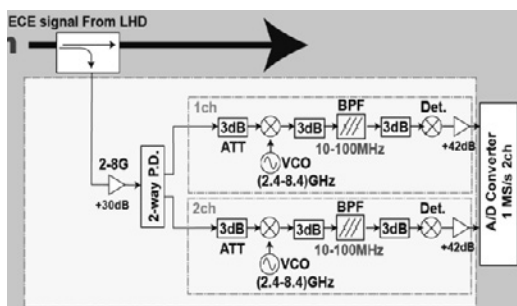 ECE signal From LHD
n
1ch
BPF
Det.
3dB
3dB
3dB
ATT
10-100MHz
+42dB
VCO
(2.4-8.4)GHz
2-8G
+30dB
2-way P.D.
2ch
BPF
Det.
3dB
3dB
3dB
ATT
10-100MHz
+42dB
VCO
(2.4-8.4)GHz
A/D Converter
1 MS/s 2ch